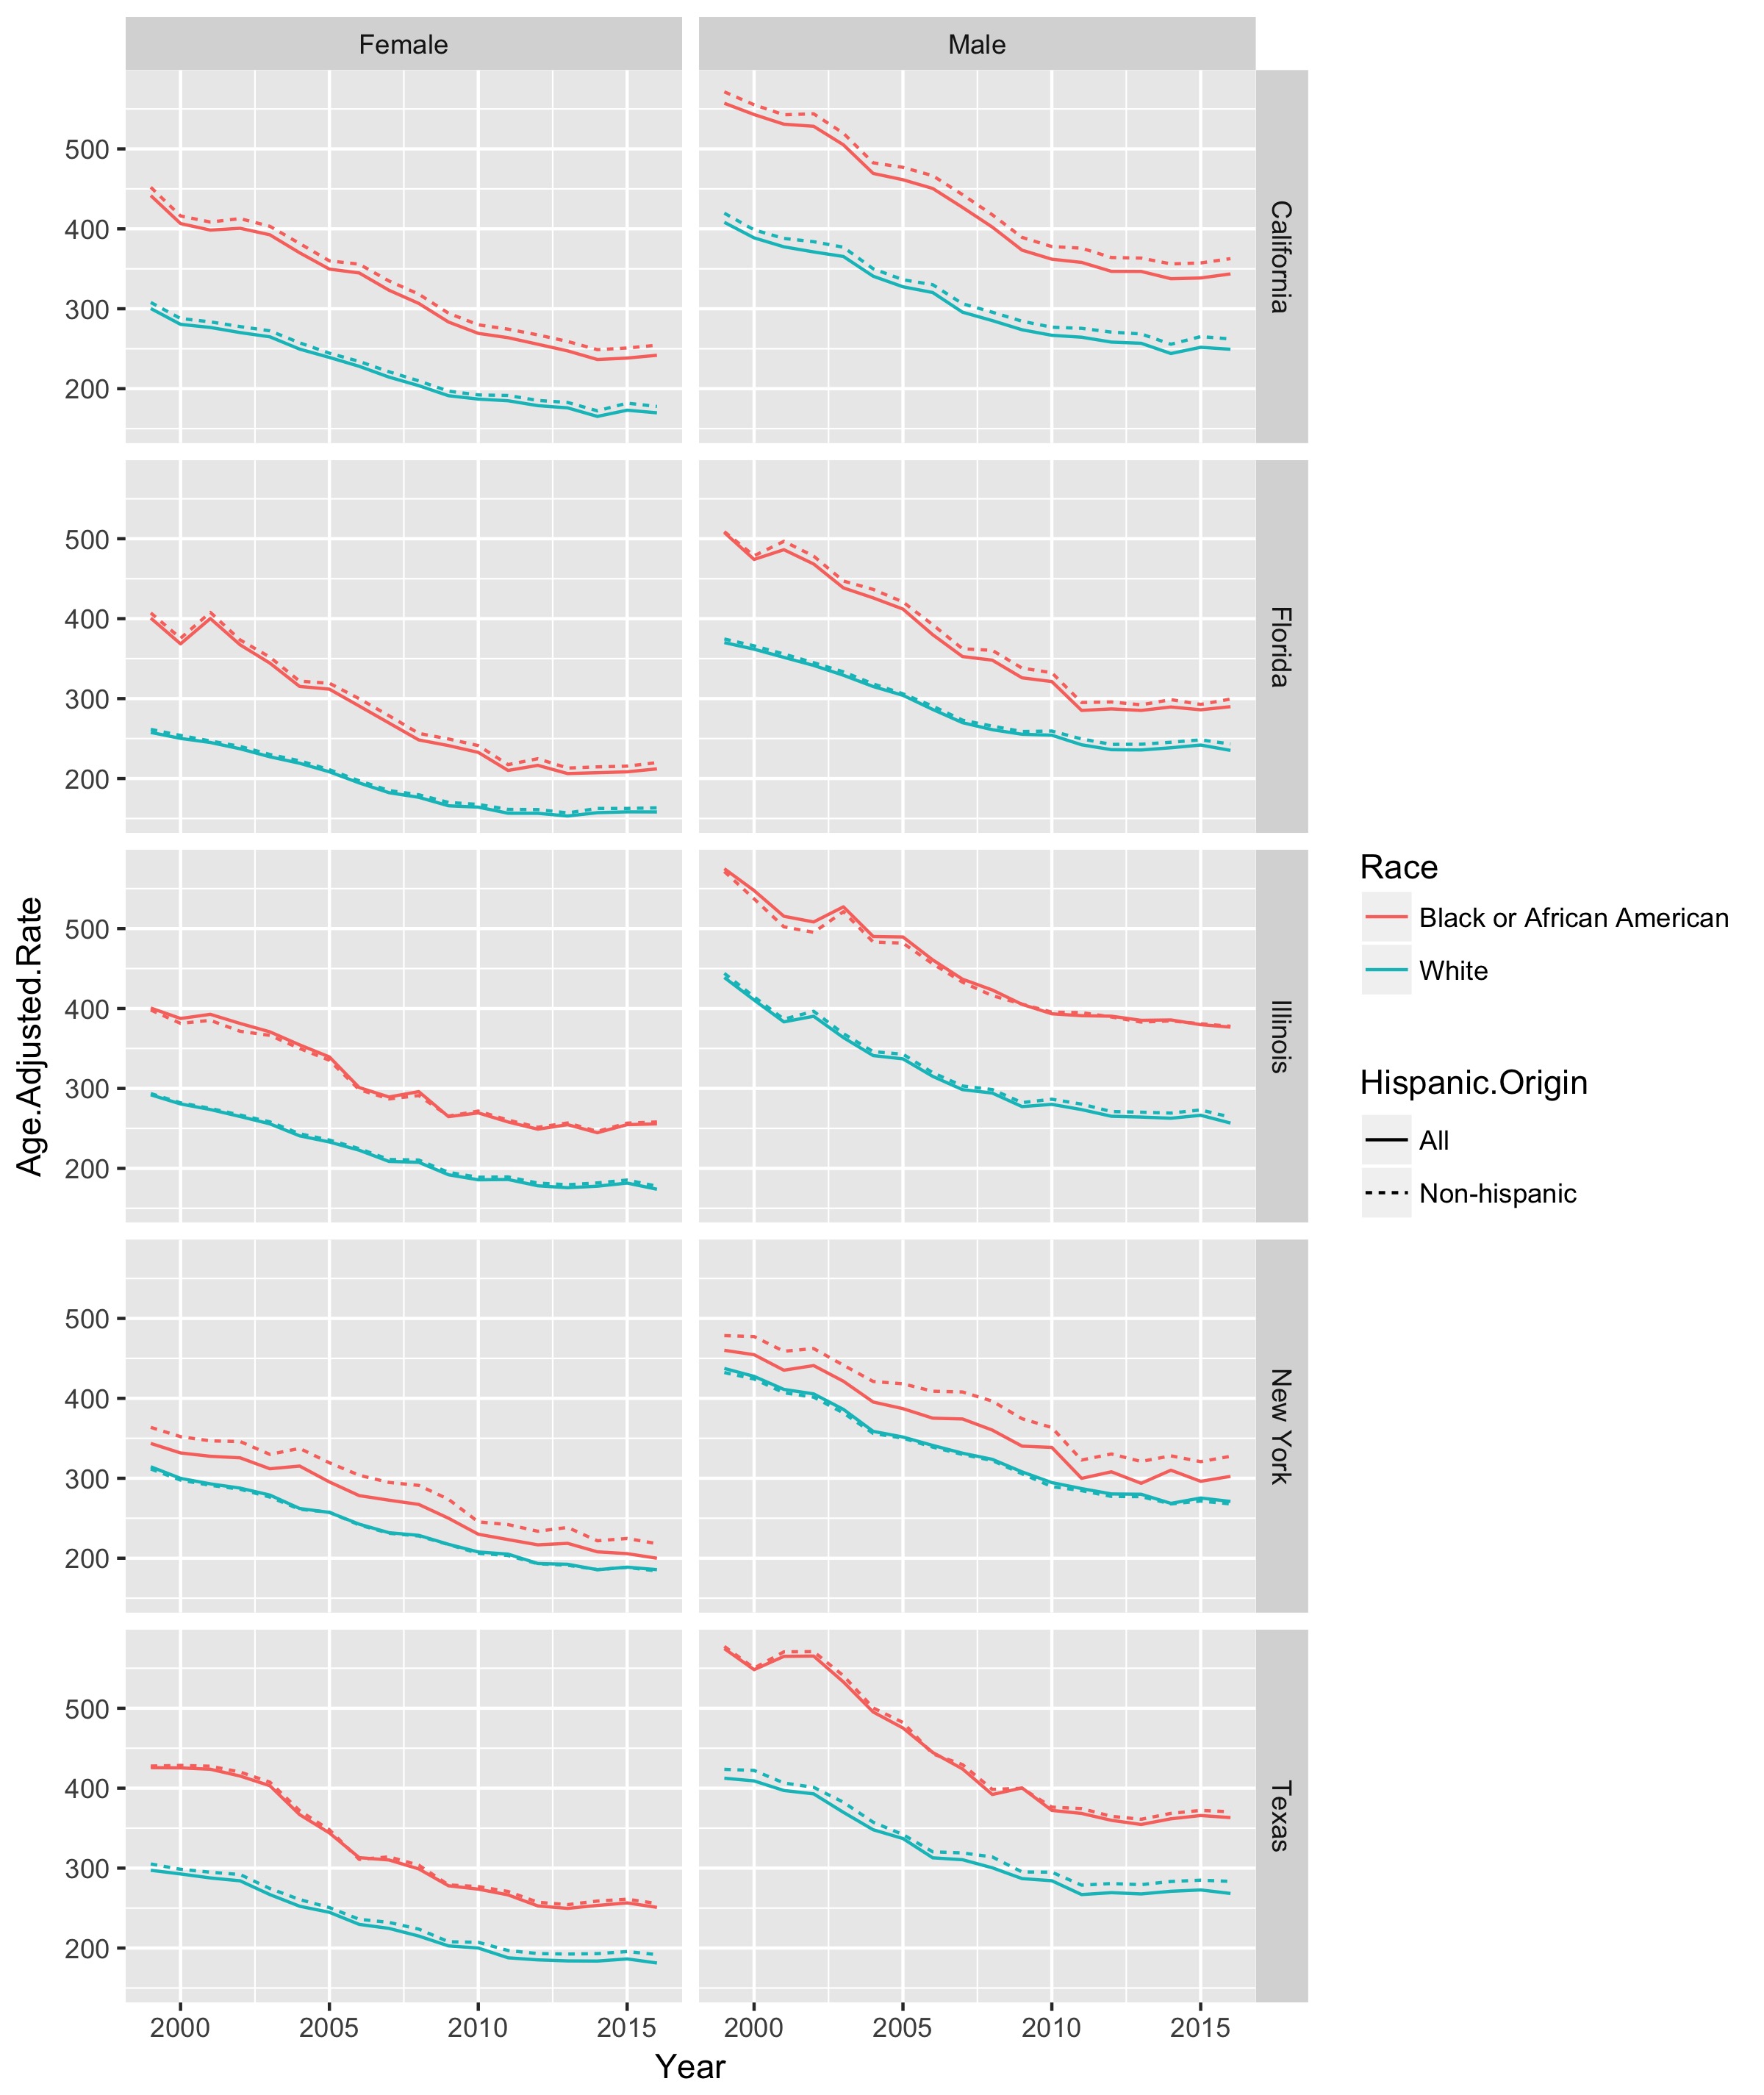 Female
Male
500
400
300
200
California
500
400
300
200
Florida
500
400
300
200
Illinois
500
400
300
200
New York
500
400
300
200
Texas
2000
2005
2010
2015
2000
2005
2010
2015
Year
Age.Adjusted.Rate
Race
Black or African American
White
Hispanic.Origin
All
Non-hispanic